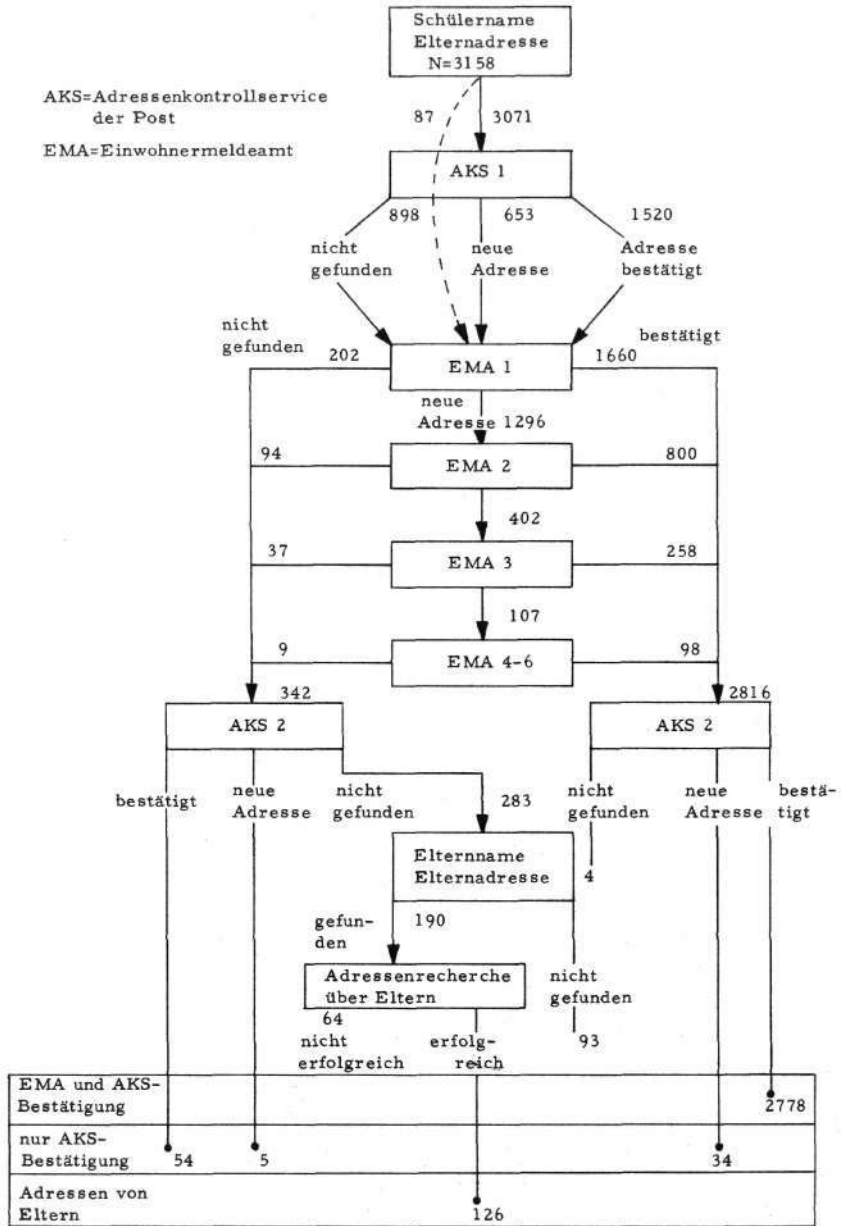 Schülername
Elternadresse
N=3158
AKS=Adressenkontrollservice
der Post
EMA=Einwohnermeldeamt
87 3071
AKS 1
898 653 1520
nicht gefunden
neue Adresse
Adresse bestätigt
nicht gefunden
bestätigt
202 EMA 1 1660
neue
Adresse 1296
94 EMA 2 800
402
37 EMA 3 258
107
9 EMA 4-6 98
342 2816
AKS 2 AKS 2
bestätigt
neue
Adresse
nicht
gefunden
283
nicht
gefunden
neue
Adresse
bestä-
tigt
Elternname
Elternadresse
4
190
gefun-
den
Adressenrecherche
über Eltern
nicht
gefunden
64
93
nicht
erfolgreich
erfolg-
reich
EMA und AKS-
Bestätigung 2778
nur AKS-
Bestätigung 54 5 34
Adressen von
Eltern 126